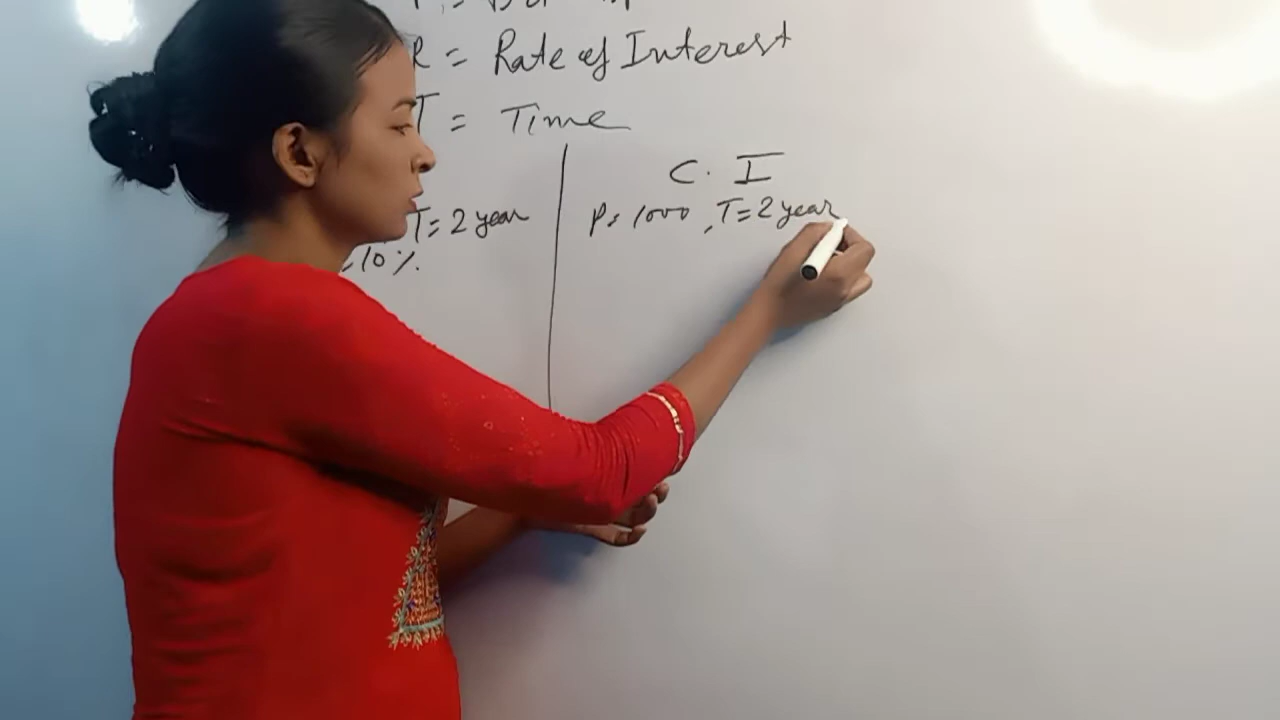 R = Rate of Interest
T = Time
C. I
T = 2 year
P = 1000, T = 2 year
= 10 %.